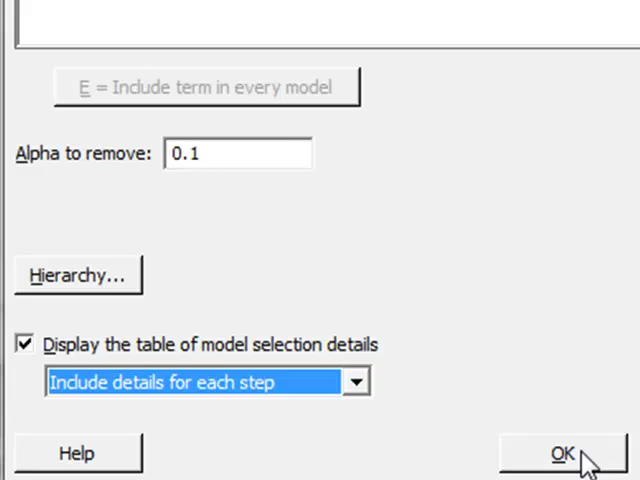 E = Include term in every model
Alpha to remove: 0.1
Hierarchy...
Display the table of model selection details
Include details for each step
Help OK